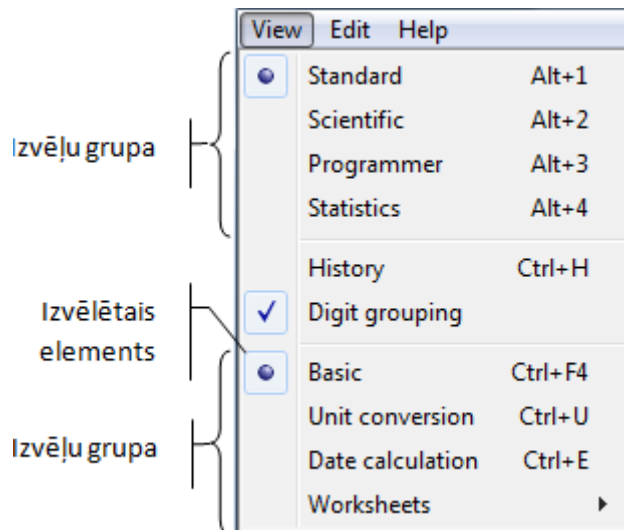 View Edit Help
Standard Alt+1
Scientific Alt+2
Izvēļu grupa
Programmer Alt+3
Statistics Alt+4
History Ctrl+H
Izvēlētais
elements
Digit grouping
Basic Ctrl+F4
Unit conversion Ctrl+U
Izvēļu grupa
Date calculation Ctrl+E
Worksheets